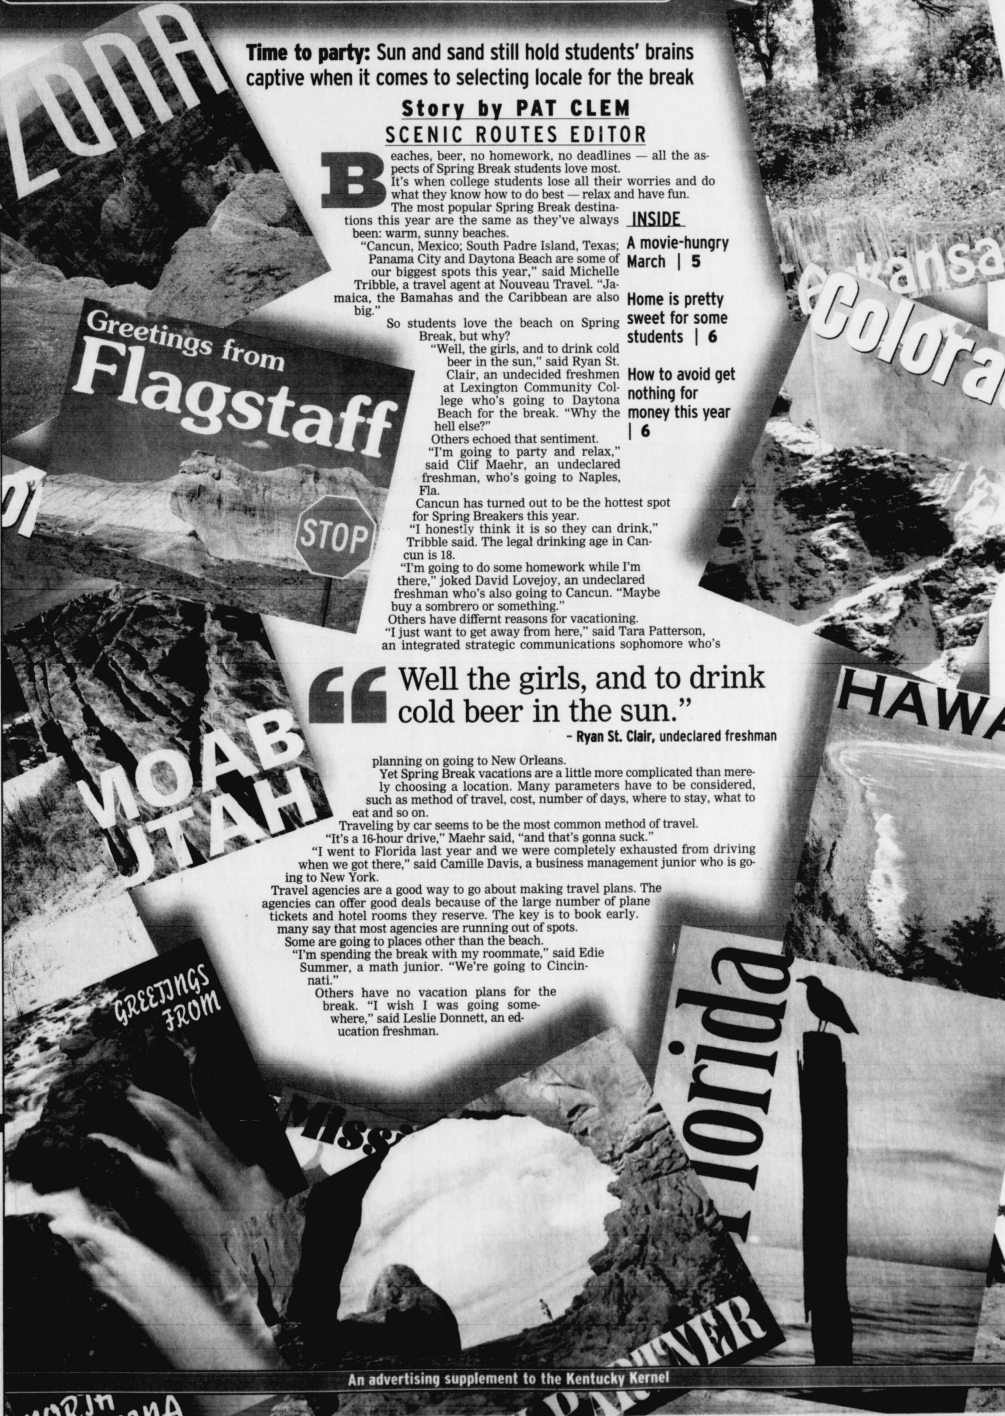 Time to party: Sun and sand still hold students' brains
captive when it comes to selecting locale for the break
Story by PAT CLEM
SCENIC ROUTES EDITOR
Beaches, beer, no homework, no deadlines — all the as-
pects of Spring Break students love most.
It's when college students lose all their worries and do
what they know how to do best — relax and have fun.
The most popular Spring Break destina-
tions this year are the same as they've always
been: warm, sunny beaches.
"Cancun, Mexico; South Padre Island, Texas;
Panama City and Daytona Beach are some of
our biggest spots this year," said Michelle
Tribble, a travel agent at Nouveau Travel. "Ja-
maica, the Bamahas and the Caribbean are also
big."
So students love the beach on Spring
Break, but why?
"Well, the girls, and to drink cold
beer in the sun," said Ryan St.
Clair, an undecided freshmen
at Lexington Community Col-
lege who's going to Daytona
Beach for the break. "Why the
hell else?"
Others echoed that sentiment.
"I'm going to party and relax,"
said Clif Maehr, an undeclared
freshman, who's going to Naples,
Fla.
Cancun has turned out to be the hottest spot
for Spring Breakers this year.
"I honestly think it is so they can drink,"
Tribble said. The legal drinking age in Can-
cun is 18.
"I'm going to do some homework while I'm
there," joked David Lovejoy, an undeclared
freshman who's also going to Cancun. "Maybe
buy a sombrero or something."
Others have differnt reasons for vacationing.
"I just want to get away from here," said Tara Patterson,
an integrated strategic communications sophomore who's
INSIDE
A movie-hungry
March | 5
Home is pretty
sweet for some
students | 6
How to avoid get
nothing for
money this year
| 6
“ Well the girls, and to drink
cold beer in the sun.”
- Ryan St. Clair, undeclared freshman
planning on going to New Orleans.
Yet Spring Break vacations are a little more complicated than mere-
ly choosing a location. Many parameters have to be considered,
such as method of travel, cost, number of days, where to stay, what to
eat and so on.
Traveling by car seems to be the most common method of travel.
"It's a 16-hour drive," Maehr said, "and that's gonna suck."
"I went to Florida last year and we were completely exhausted from driving
when we got there," said Camille Davis, a business management junior who is go-
ing to New York.
Travel agencies are a good way to go about making travel plans. The
agencies can offer good deals because of the large number of plane
tickets and hotel rooms they reserve. The key is to book early.
many say that most agencies are running out of spots.
Some are going to places other than the beach.
"I'm spending the break with my roommate," said Edie
Summer, a math junior. "We're going to Cincin-
nati."
Others have no vacation plans for the
break. "I wish I was going some-
where," said Leslie Donnett, an ed-
ucation freshman.
ZONA
Greetings from
Flagstaff
STOP
MOAB
UTAH
GREETINGS
FROM
Missi
Florida
HAWA
Colora
rkansa
ARTNER
An advertising supplement to the Kentucky Kernel